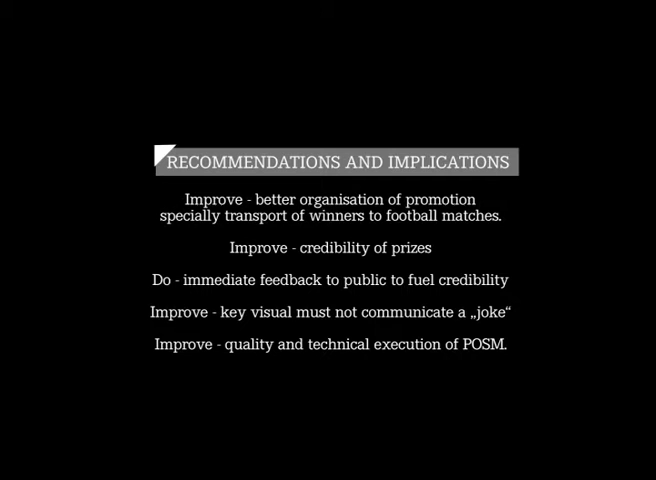 RECOMMENDATIONS AND IMPLICATIONS
Improve - better organisation of promotion
specially transport of winners to football matches.
Improve - credibility of prizes
Do - immediate feedback to public to fuel credibility
Improve - key visual must not communicate a „joke“
Improve - quality and technical execution of POSM.